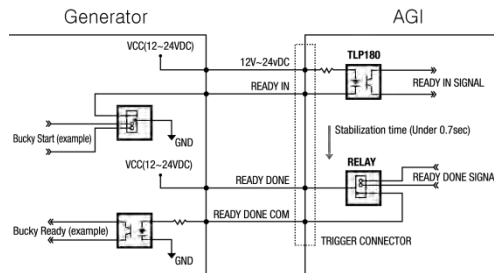 Generator
AGI
VCC(12~24VDC)
12V~24vDC
TLP180
READY IN
READY IN SIGNAL
Bucky Start (example)
GND
Stabilization time (Under 0.7sec)
VCC(12~24VDC)
RELAY
READY DONE
READY DONE SIGNA
READY DONE COM
Bucky Ready (example)
GND
TRIGGER CONNECTOR